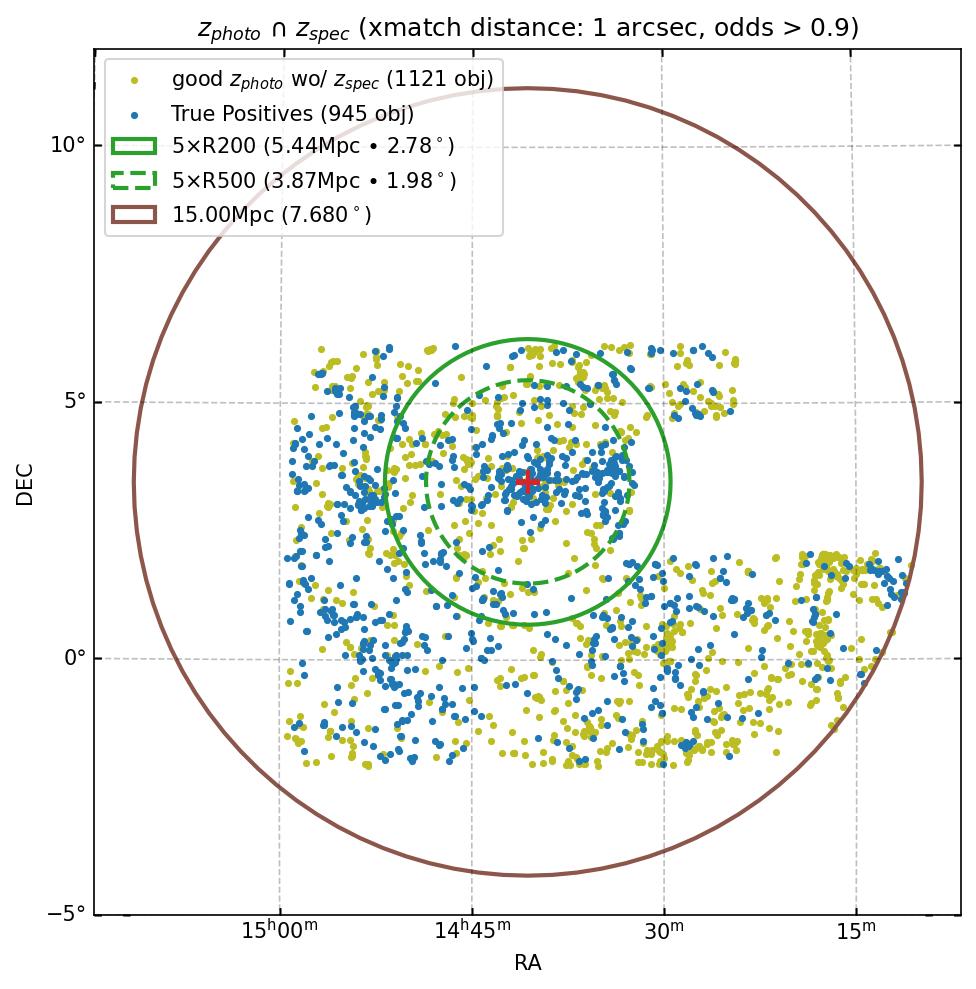 z_photo ∩ z_spec (xmatch distance: 1 arcsec, odds > 0.9)
good z_photo wo/ z_spec (1121 obj)
True Positives (945 obj)
5×R200 (5.44Mpc • 2.78°)
5×R500 (3.87Mpc • 1.98°)
15.00Mpc (7.680°)
10°
5°
0°
−5°
DEC
15ʰ00ᵐ
14ʰ45ᵐ
30ᵐ
15ᵐ
RA